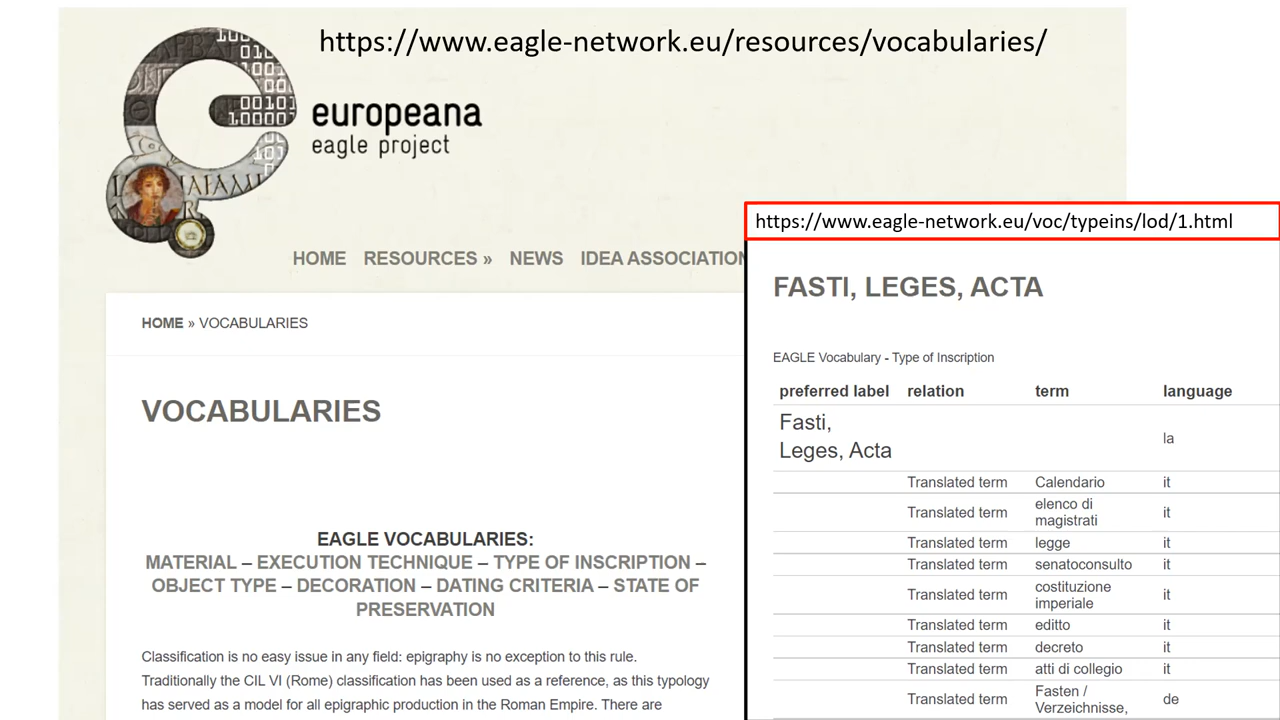 https://www.eagle-network.eu/resources/vocabularies/
europeana
eagle project
HOME RESOURCES » NEWS IDEA ASSOCIATION
HOME » VOCABULARIES
VOCABULARIES
EAGLE VOCABULARIES:
MATERIAL – EXECUTION TECHNIQUE – TYPE OF INSCRIPTION –
OBJECT TYPE – DECORATION – DATING CRITERIA – STATE OF
PRESERVATION
Classification is no easy issue in any field: epigraphy is no exception to this rule.
Traditionally the CIL VI (Rome) classification has been used as a reference, as this typology
has served as a model for all epigraphic production in the Roman Empire. There are
https://www.eagle-network.eu/voc/typeins/lod/1.html
FASTI, LEGES, ACTA
EAGLE Vocabulary - Type of Inscription
preferred label relation term language
Fasti,
Leges, Acta la
Translated term Calendario it
Translated term elenco di
magistrati it
Translated term legge it
Translated term senatoconsulto it
Translated term costituzione
imperiale it
Translated term editto it
Translated term decreto it
Translated term atti di collegio it
Translated term Fasten /
Verzeichnisse, de